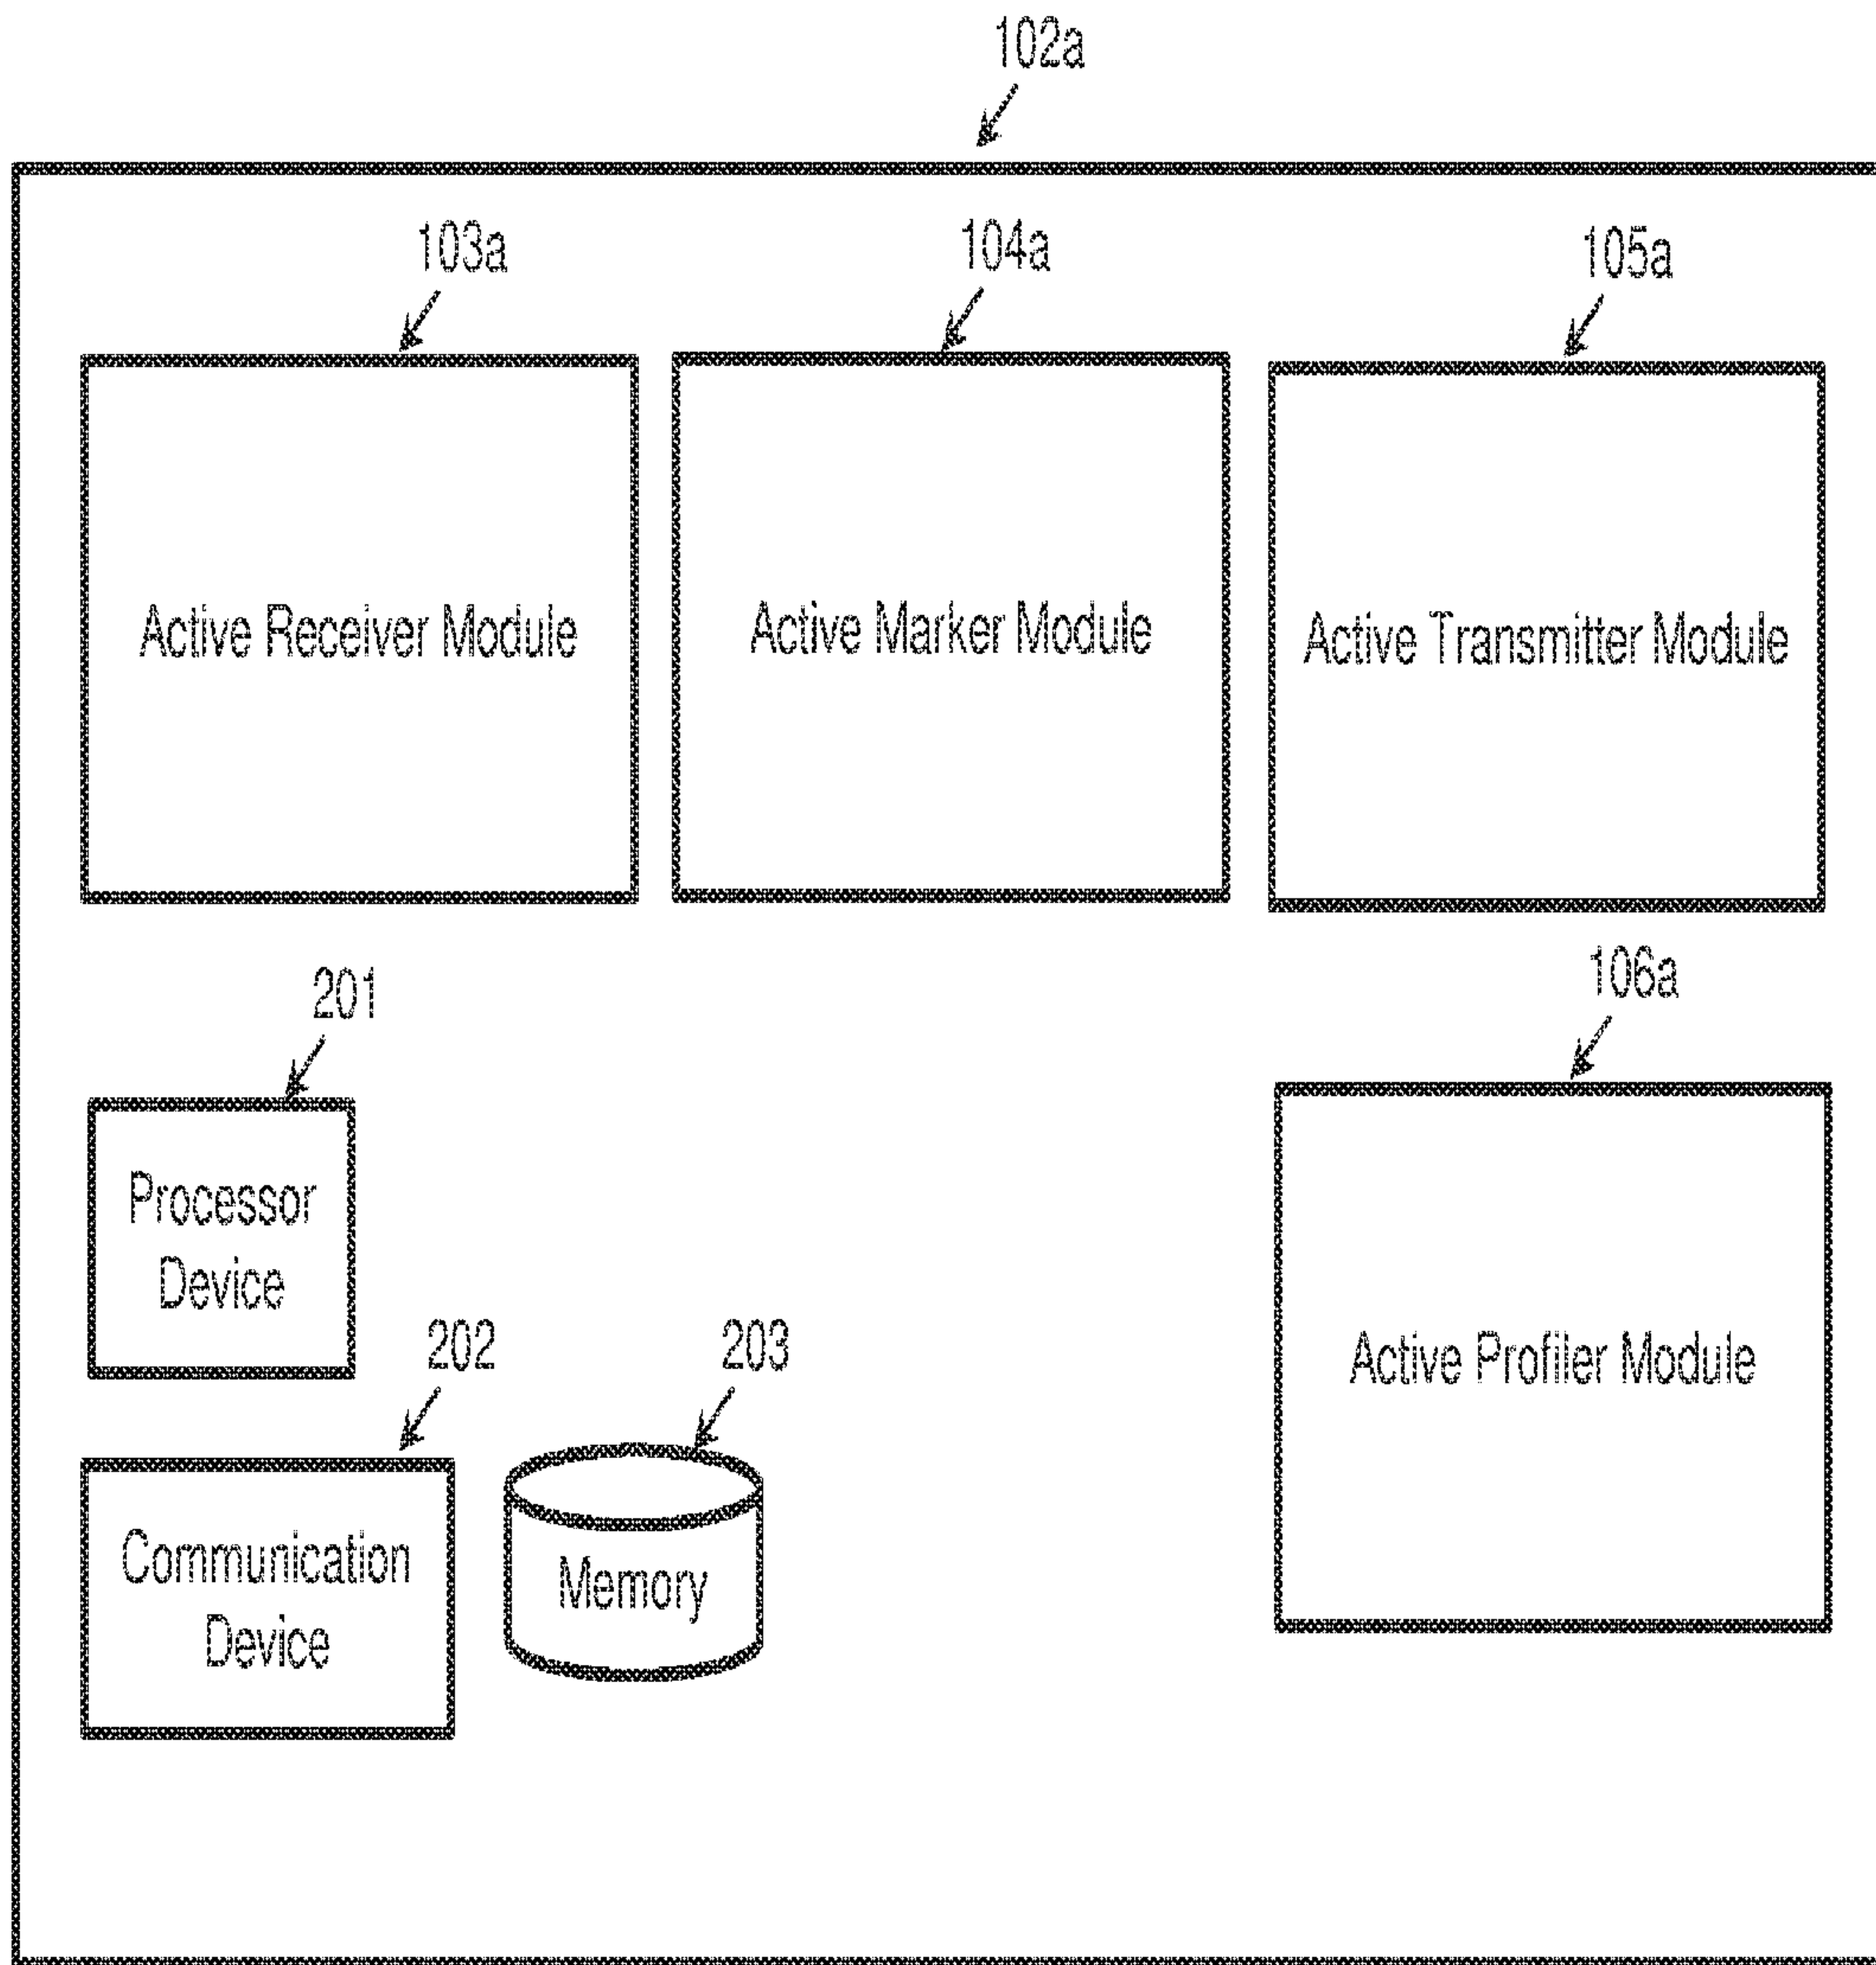 102a
103a
104a
105a
Active Receiver Module
Active Marker Module
Active Transmitter Module
201
106a
Processor
Device
202
203
Active Profiler Module
Communication
Device
Memory